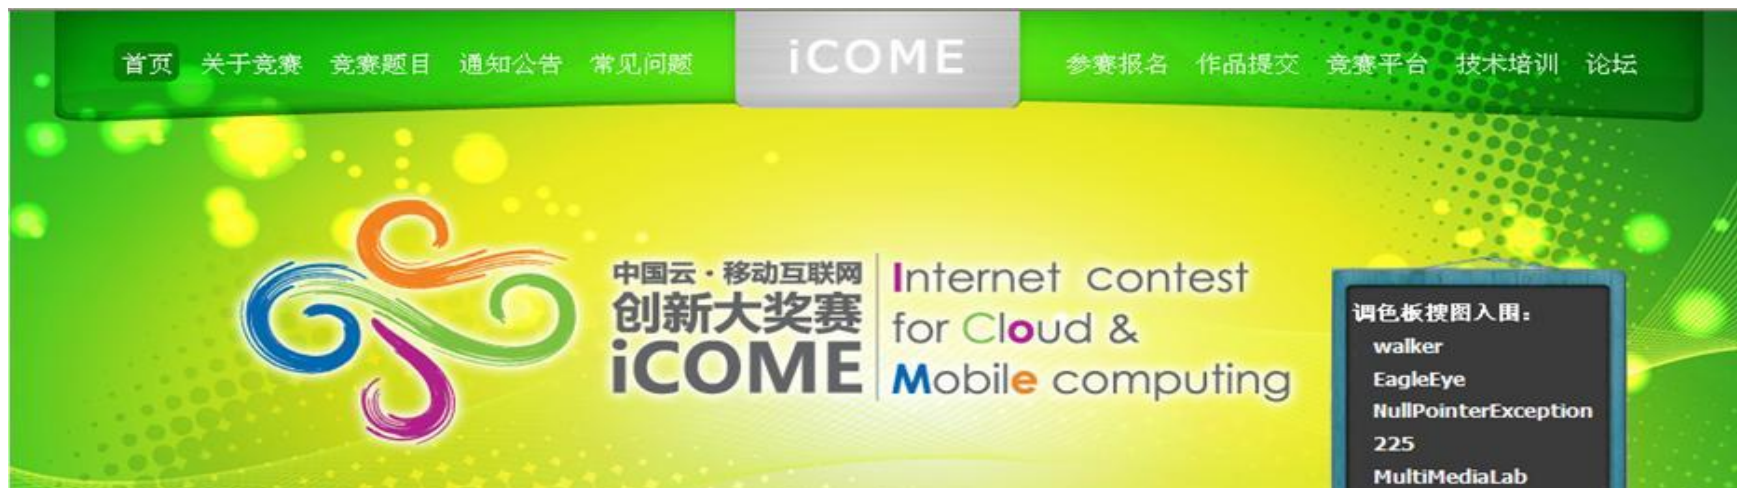 首页 关于竞赛 竞赛题目 通知公告 常见问题 iCOME 参赛报名 作品提交 竞赛平台 技术培训 论坛
中国云·移动互联网
创新大奖赛
iCOME
Internet contest
for Cloud &
Mobile computing
调色板搜图入围:
walker
EagleEye
NullPointerException
225
MultiMediaLab